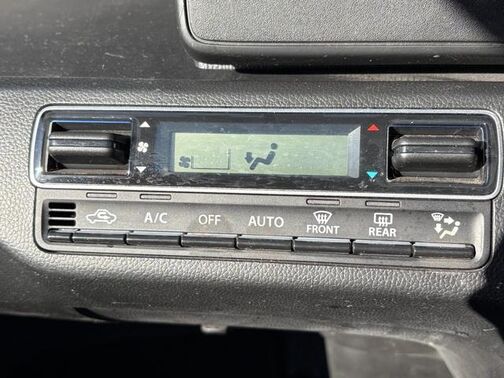 A/C OFF AUTO FRONT REAR